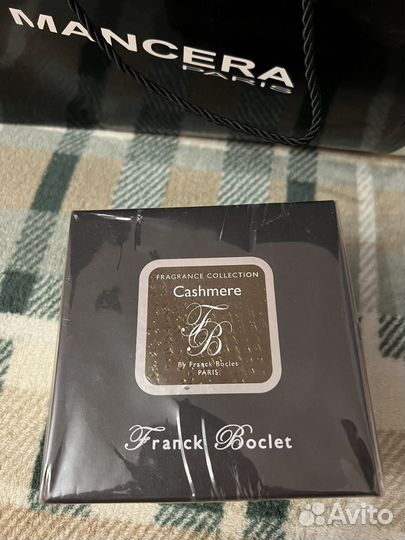 MANCERA
PARIS
FRAGRANCE COLLECTION
Cashmere
FB
By Franck Boclet
PARIS
Franck Boclet
Avito